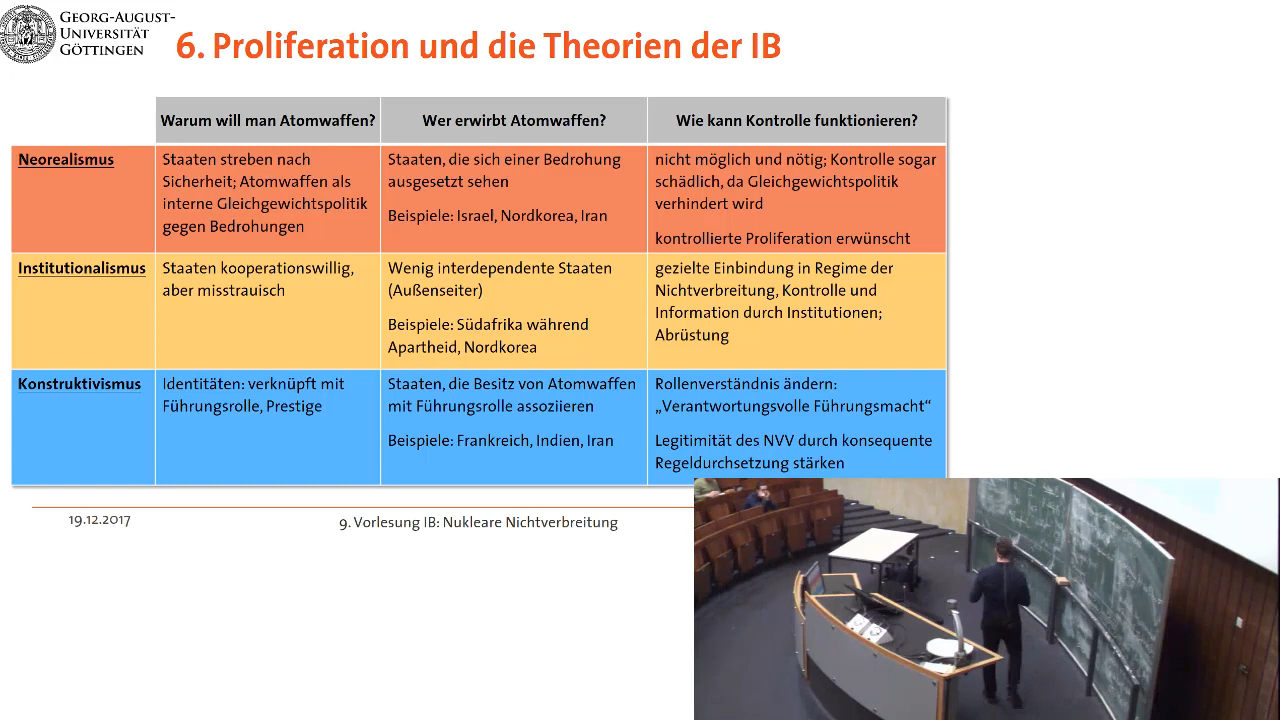 GEORG-AUGUST-
UNIVERSITÄT
GÖTTINGEN
6. Proliferation und die Theorien der IB
Warum will man Atomwaffen?
Wer erwirbt Atomwaffen?
Wie kann Kontrolle funktionieren?
Neorealismus
Staaten streben nach
Sicherheit; Atomwaffen als
interne Gleichgewichtspolitik
gegen Bedrohungen
Staaten, die sich einer Bedrohung
ausgesetzt sehen
Beispiele: Israel, Nordkorea, Iran
nicht möglich und nötig; Kontrolle sogar
schädlich, da Gleichgewichtspolitik
verhindert wird
kontrollierte Proliferation erwünscht
Institutionalismus
Staaten kooperationswillig,
aber misstrauisch
Wenig interdependente Staaten
(Außenseiter)
Beispiele: Südafrika während
Apartheid, Nordkorea
gezielte Einbindung in Regime der
Nichtverbreitung, Kontrolle und
Information durch Institutionen;
Abrüstung
Konstruktivismus
Identitäten: verknüpft mit
Führungsrolle, Prestige
Staaten, die Besitz von Atomwaffen
mit Führungsrolle assoziieren
Beispiele: Frankreich, Indien, Iran
Rollenverständnis ändern:
„Verantwortungsvolle Führungsmacht“
Legitimität des NVV durch konsequente
Regeldurchsetzung stärken
19.12.2017
9. Vorlesung IB: Nukleare Nichtverbreitung